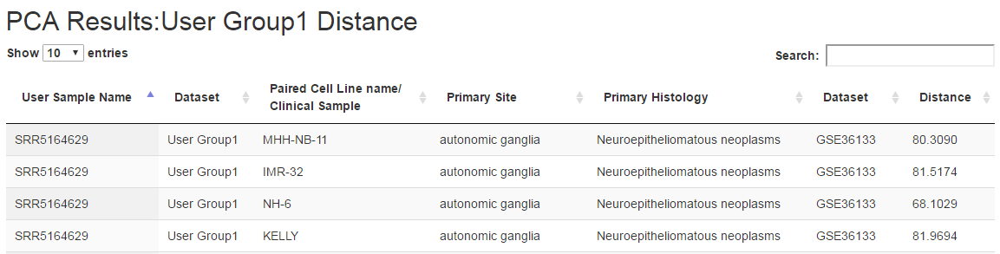 PCA Results:User Group1 Distance
Show 10 entries
Search:
User Sample Name Dataset Paired Cell Line name/ Primary Site Primary Histology Dataset Distance
Clinical Sample
SRR5164629 User Group1 MHH-NB-11 autonomic ganglia Neuroepitheliomatous neoplasms GSE36133 80.3090
SRR5164629 User Group1 IMR-32 autonomic ganglia Neuroepitheliomatous neoplasms GSE36133 81.5174
SRR5164629 User Group1 NH-6 autonomic ganglia Neuroepitheliomatous neoplasms GSE36133 68.1029
SRR5164629 User Group1 KELLY autonomic ganglia Neuroepitheliomatous neoplasms GSE36133 81.9694